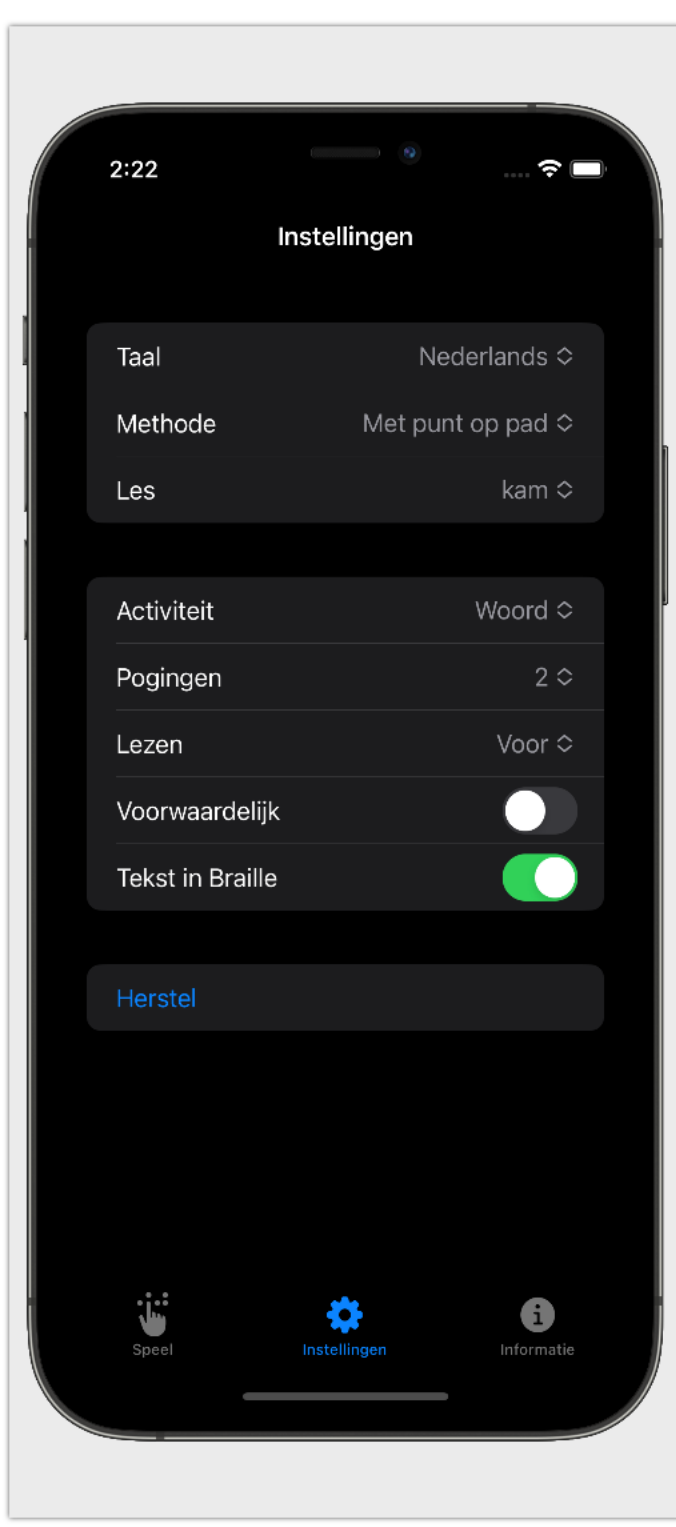 2:22
Instellingen
Taal Nederlands
Methode Met punt op pad
Les kam
Activiteit Woord
Pogingen 2
Lezen Voor
Voorwaardelijk
Tekst in Braille
Herstel
Speel Instellingen Informatie